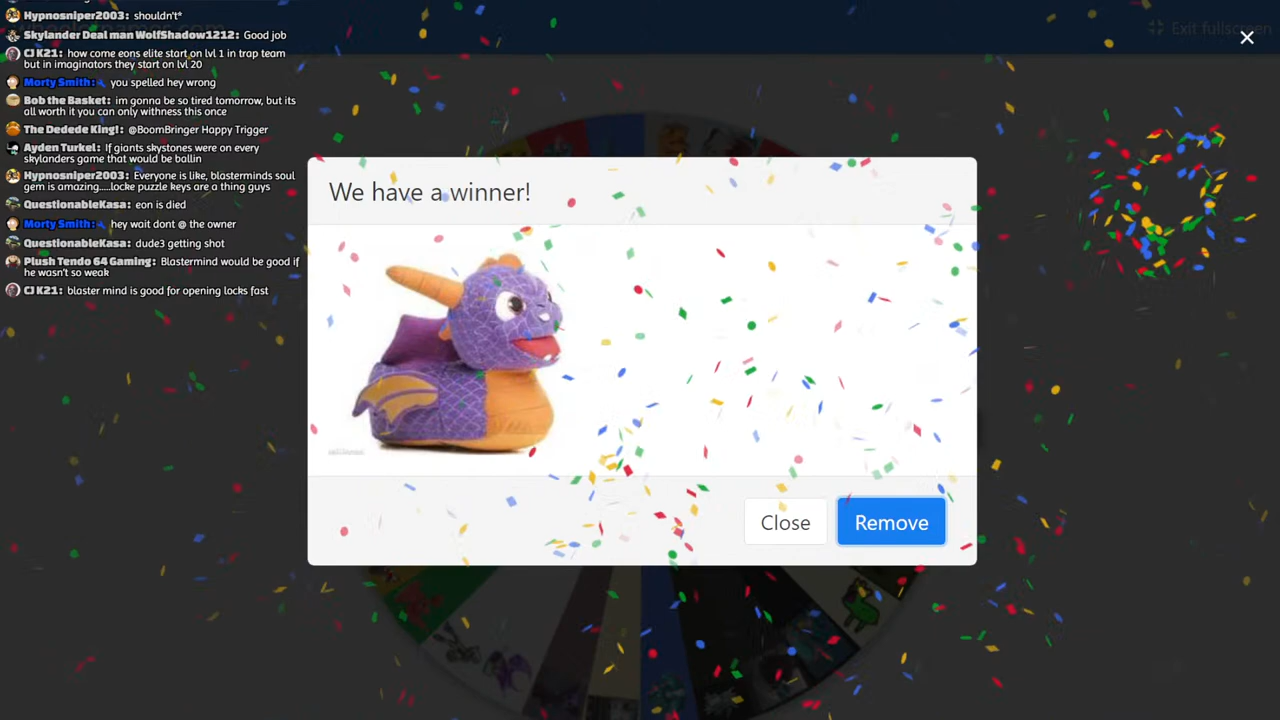 Hypnosniper2003: shouldn't*
Exit fullscreen
Skylander Deal man WolfShadow1212: Good job
CJ K21: how come eons elite start on lvl 1 in trap team
but in imaginators they start on lvl 20
Morty Smith: you spelled hey wrong
Bob the Basket: im gonna be so tired tomorrow, but its
all worth it you can only withness this once
The Dedede King!: @BoomBringer Happy Trigger
Ayden Turkel: If giants skystones were on every
skylanders game that would be ballin
Hypnosniper2003: Everyone is like, blasterminds soul
gem is amazing.....locke puzzle keys are a thing guys
QuestionableKasa: eon is died
Morty Smith: hey wait dont @ the owner
QuestionableKasa: dude3 getting shot
Plush Tendo 64 Gaming: Blastermind would be good if
he wasn't so weak
CJ K21: blaster mind is good for opening locks fast
We have a winner!
Close
Remove